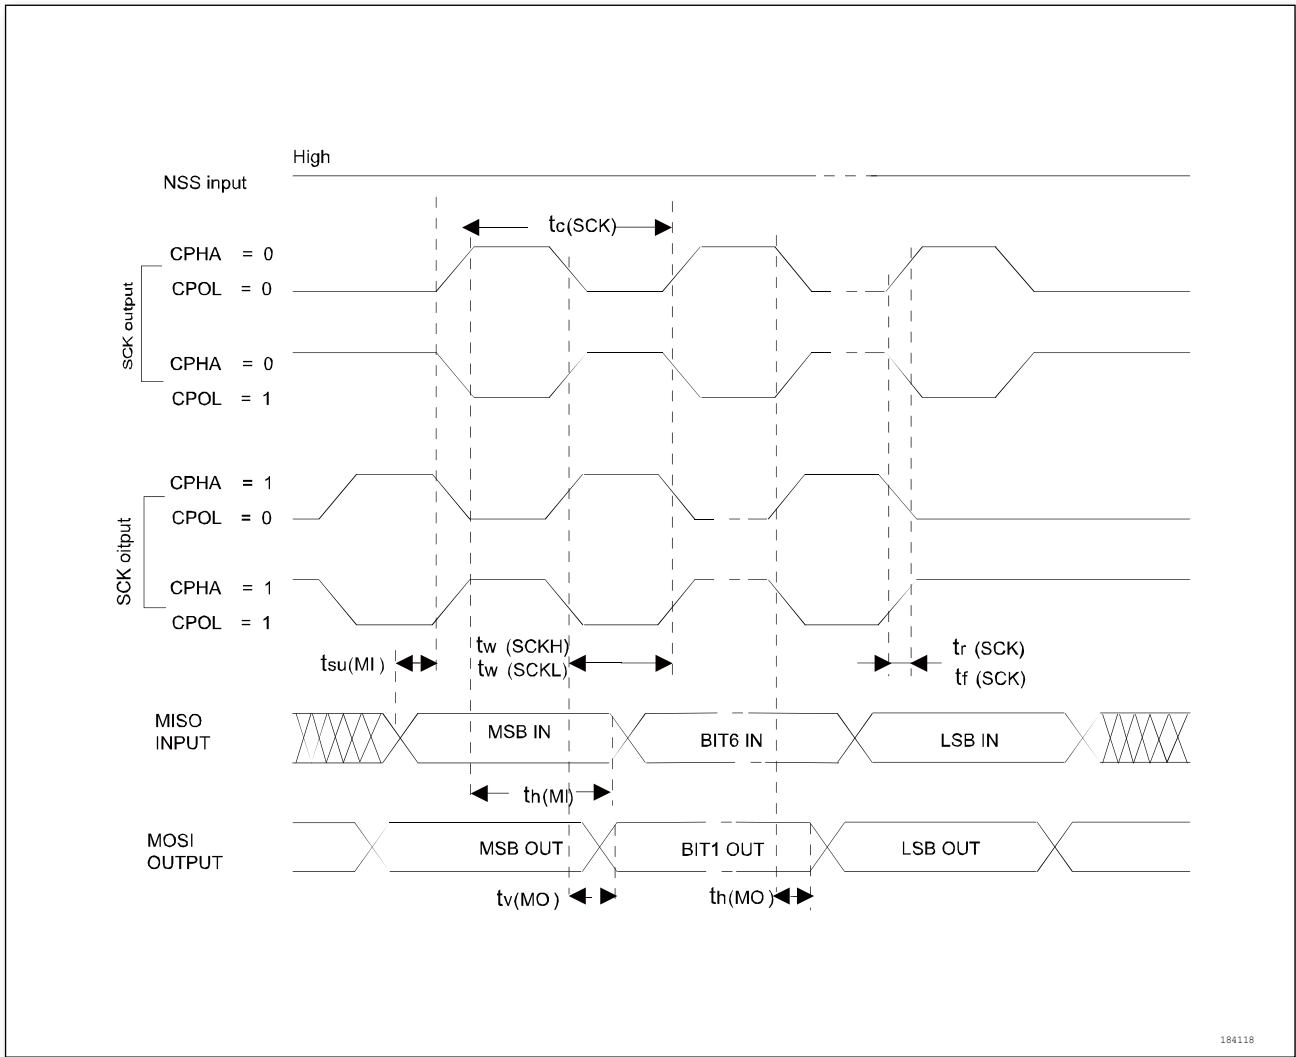 High
NSS input
tc(SCK)
CPHA = 0
CPOL = 0
SCK output
CPHA = 0
CPOL = 1
CPHA = 1
CPOL = 0
SCK oitput
CPHA = 1
CPOL = 1
tsu(MI)
tw (SCKH)
tw (SCKL)
tr (SCK)
tf (SCK)
MISO
INPUT
MSB IN
BIT6 IN
LSB IN
th(MI)
MOSI
OUTPUT
MSB OUT
BIT1 OUT
LSB OUT
tv(MO)
th(MO)
184118